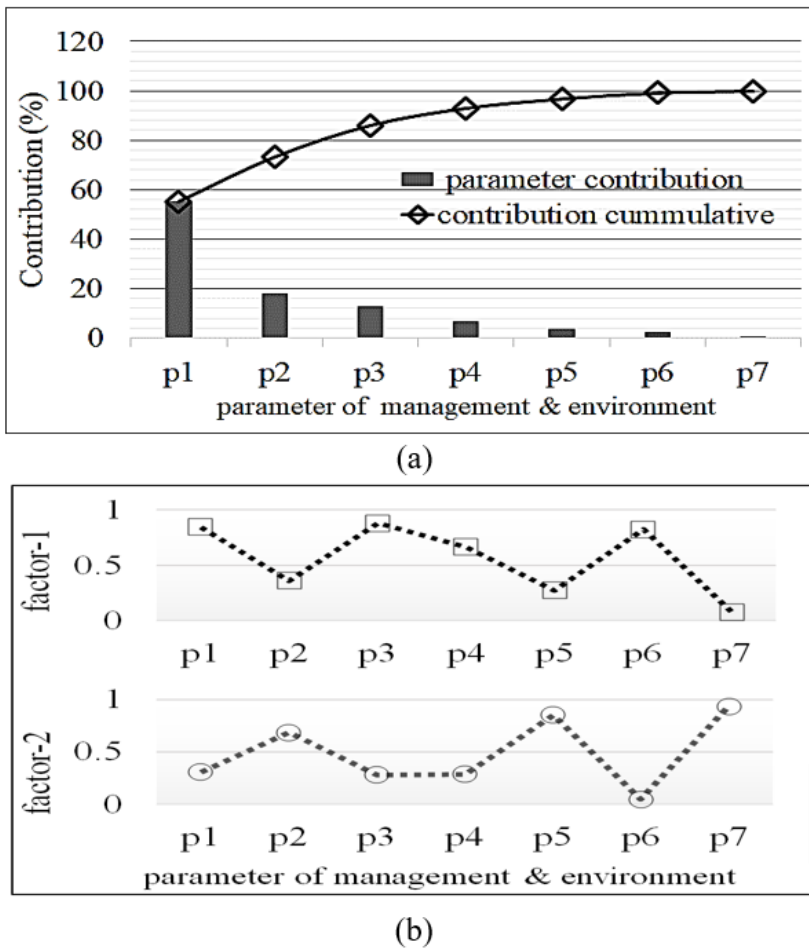 120
100
80
60
40
20
0
Contribution (%)
parameter contribution
contribution cummulative
p1 p2 p3 p4 p5 p6 p7
parameter of management & environment
(a)
1
0.5
0
factor-1
p1 p2 p3 p4 p5 p6 p7
1
0.5
0
factor-2
p1 p2 p3 p4 p5 p6 p7
parameter of management & environment
(b)